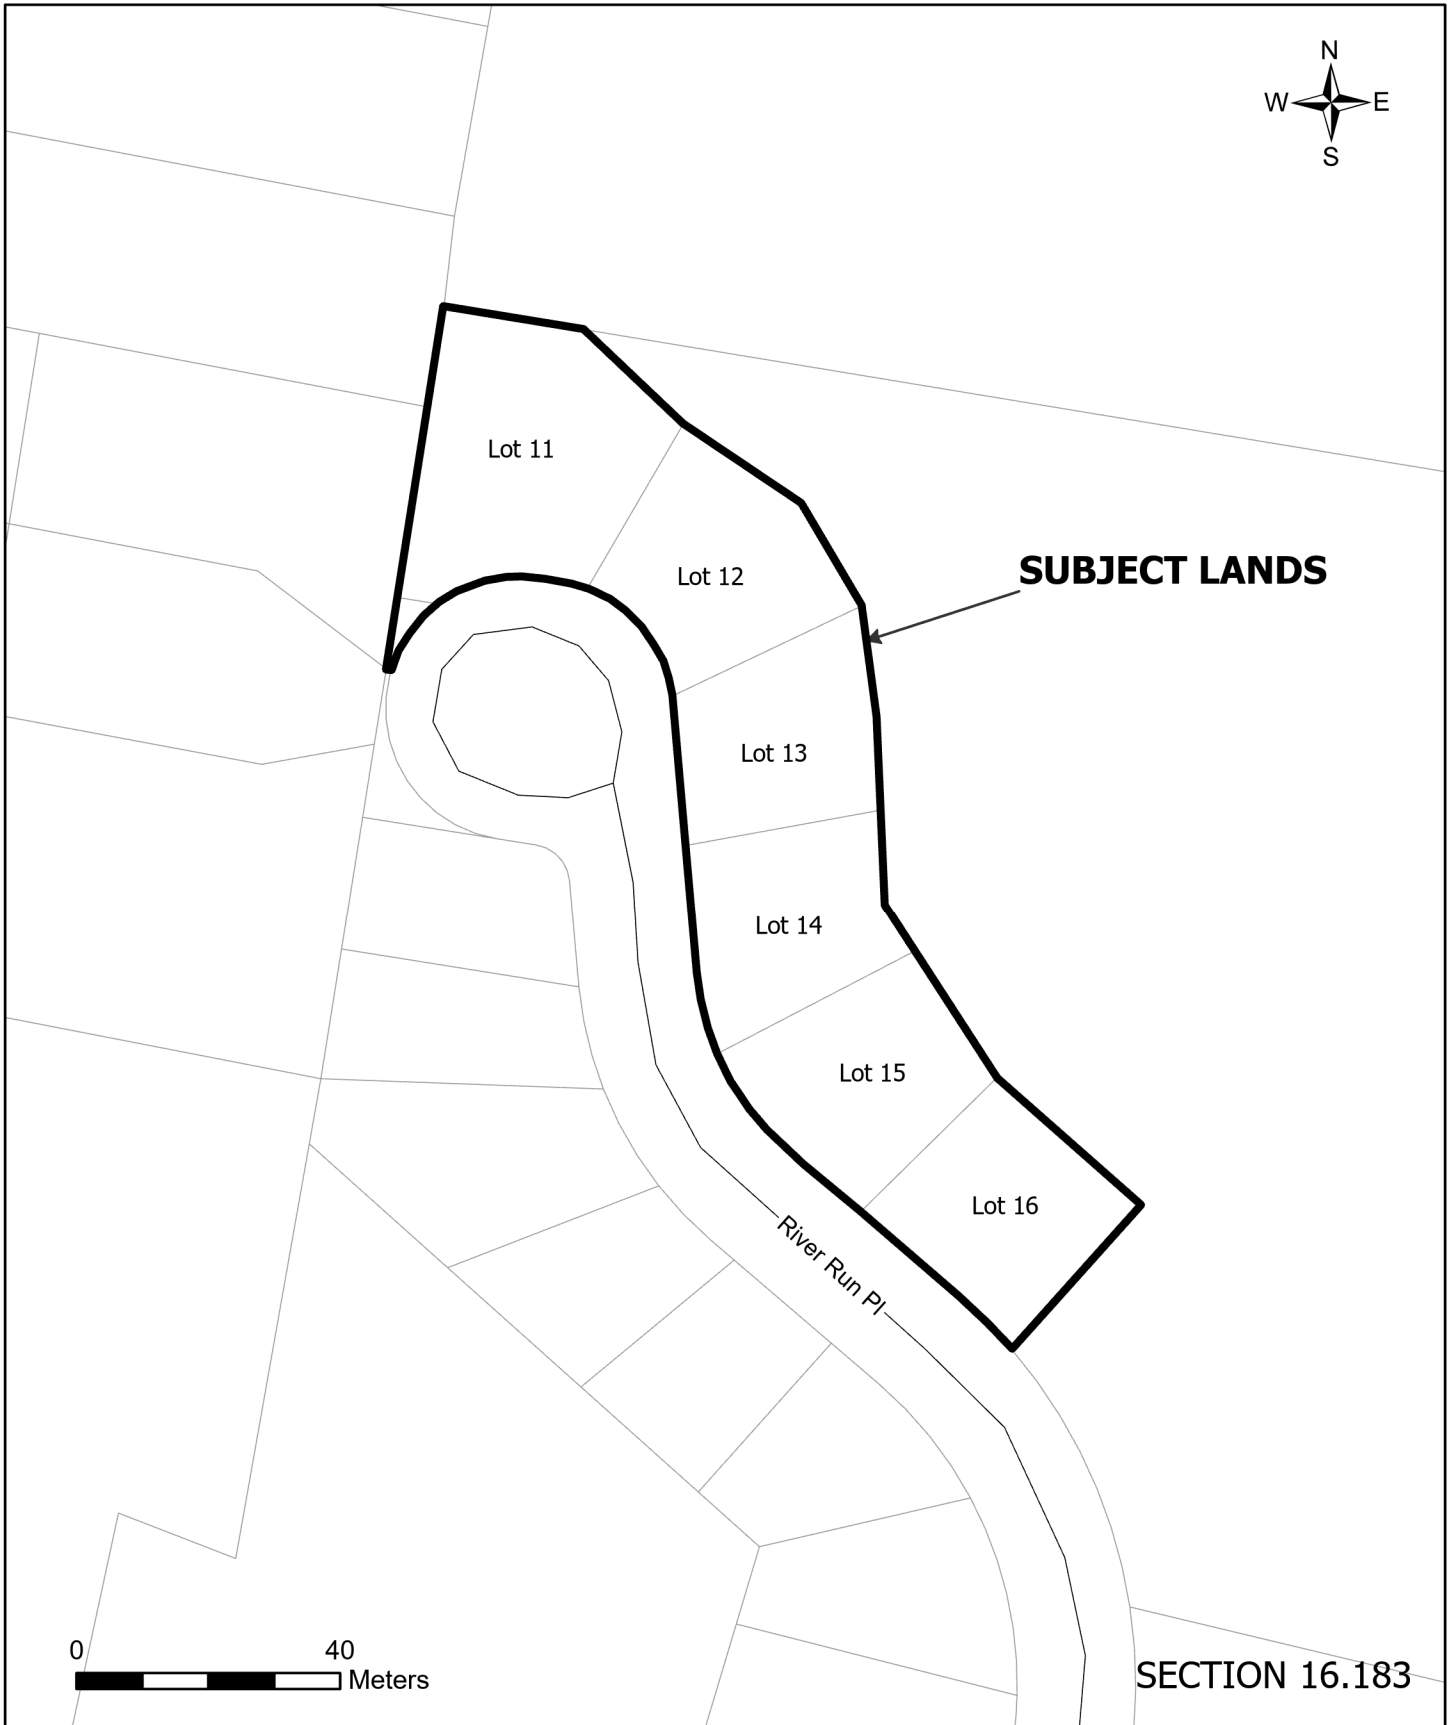 N
W E
S
Lot 11
SUBJECT LANDS
Lot 12
Lot 13
Lot 14
Lot 15
Lot 16
River Run Pl
0 40
Meters
SECTION 16.183